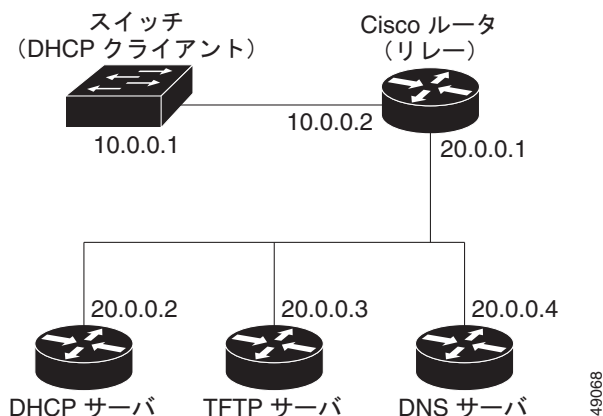 スイッチ
（DHCP クライアント）
Cisco ルータ
（リレー）
10.0.0.1
10.0.0.2
20.0.0.1
20.0.0.2
20.0.0.3
20.0.0.4
DHCP サーバ
TFTP サーバ
DNS サーバ
49068